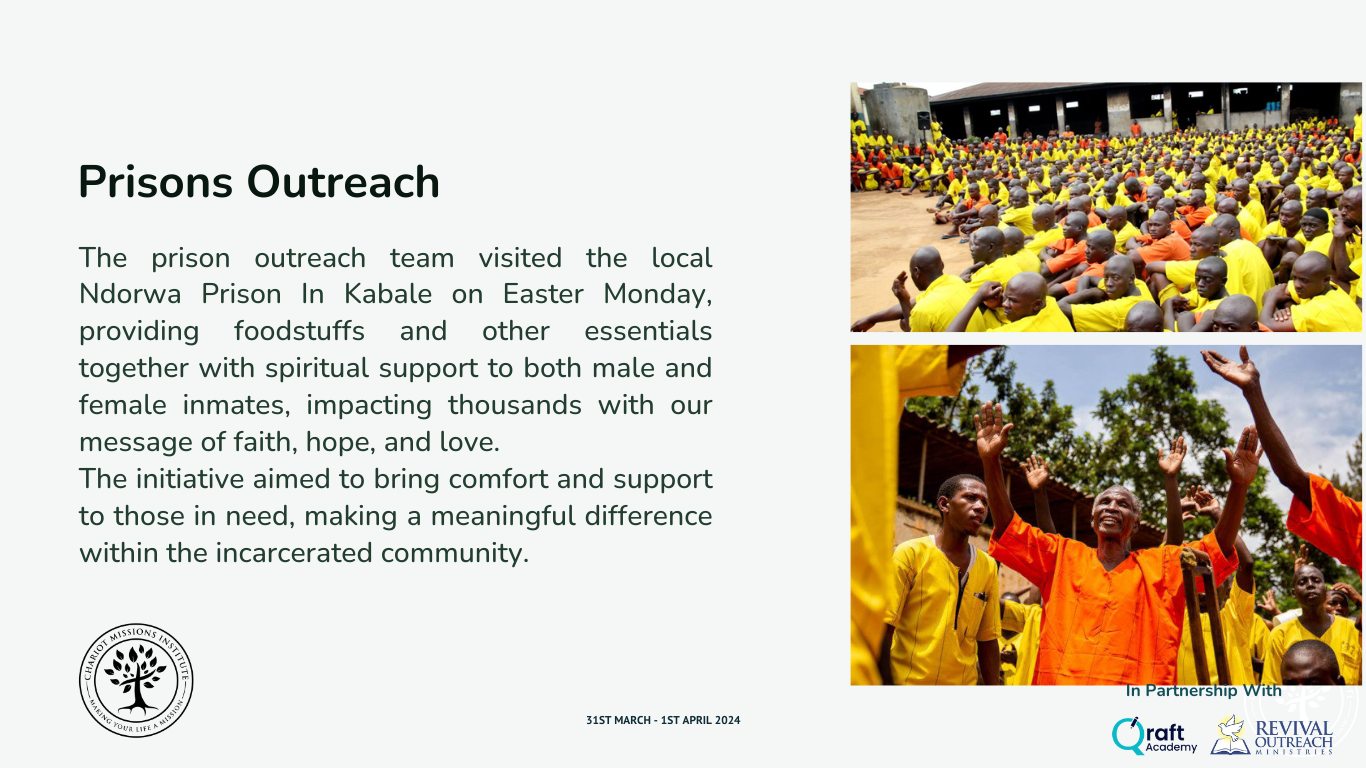 Prisons Outreach
The prison outreach team visited the local
Ndorwa Prison In Kabale on Easter Monday,
providing foodstuffs and other essentials
together with spiritual support to both male and
female inmates, impacting thousands with our
message of faith, hope, and love.
The initiative aimed to bring comfort and support
to those in need, making a meaningful difference
within the incarcerated community.
CHARIOT MISSIONS INSTITUTE
MAKING YOUR LIFE A MISSION
31ST MARCH - 1ST APRIL 2024
In Partnership With
Qraft
Academy
REVIVAL
OUTREACH
MINISTRIES